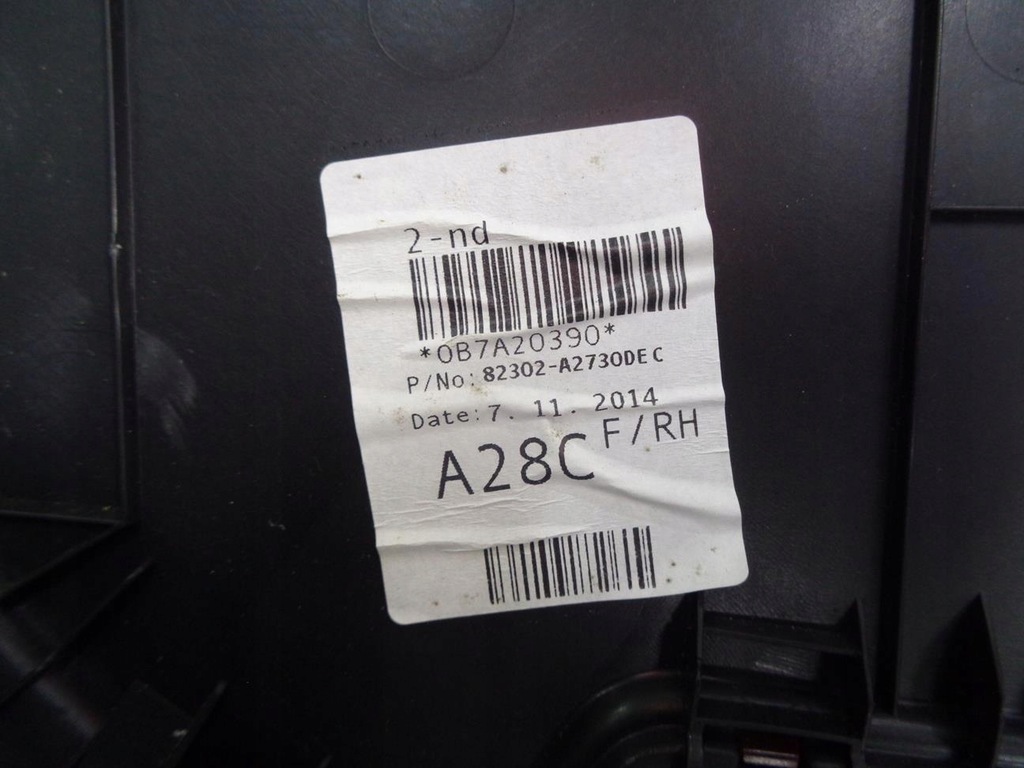 2-nd
*0B7A20390*
P/No: 82302-A2730DEC
Date: 7. 11. 2014
A28C F/RH